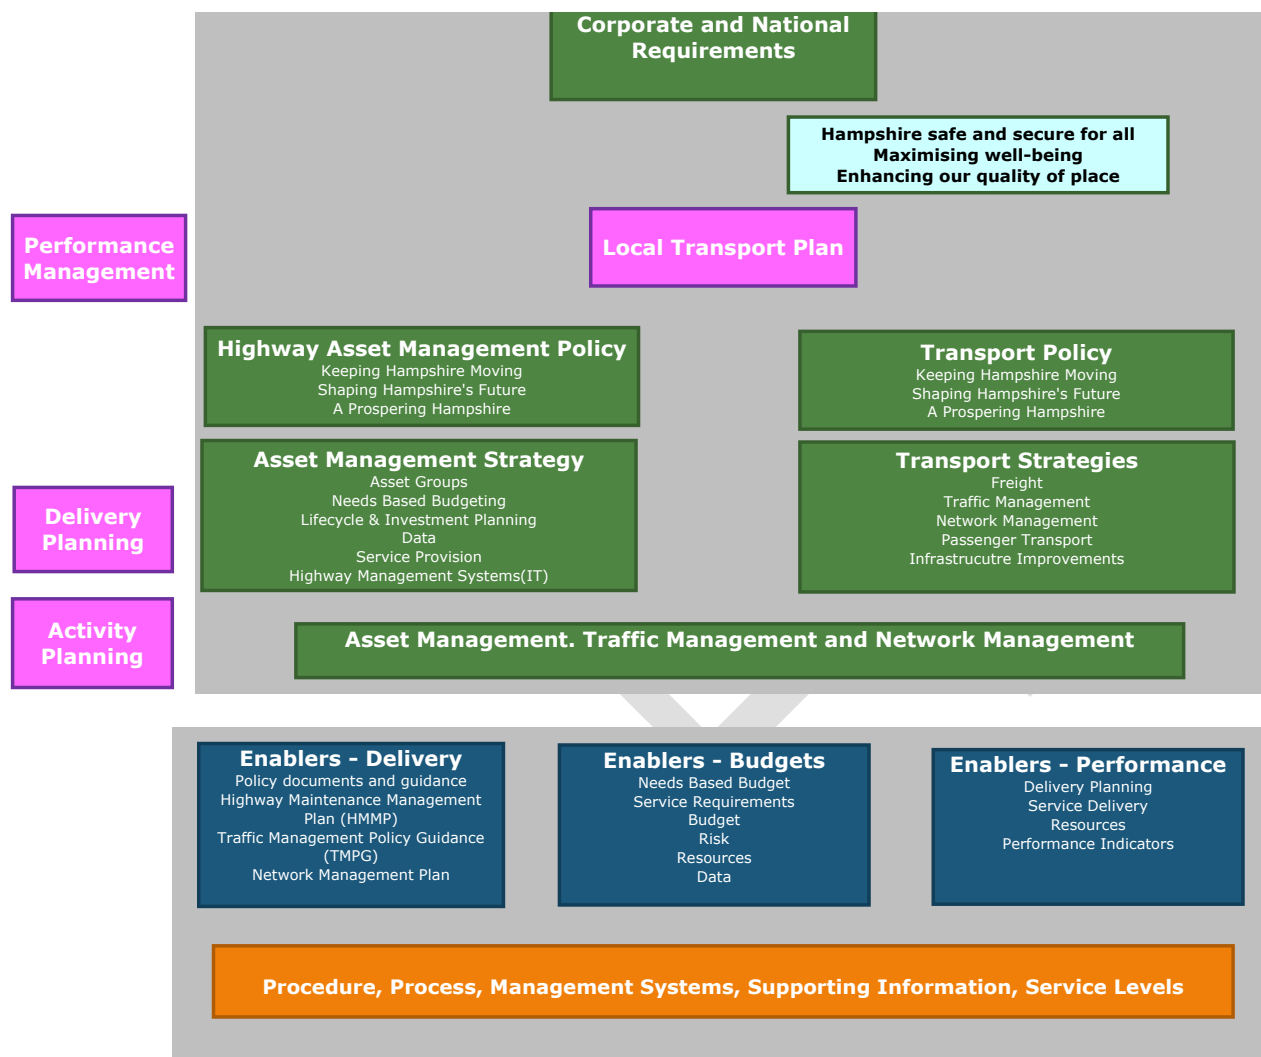 Corporate and National
Requirements
Hampshire safe and secure for all
Maximising well-being
Enhancing our quality of place
Performance
Management
Local Transport Plan
Highway Asset Management Policy
Keeping Hampshire Moving
Shaping Hampshire's Future
A Prospering Hampshire
Transport Policy
Keeping Hampshire Moving
Shaping Hampshire's Future
A Prospering Hampshire
Asset Management Strategy
Asset Groups
Needs Based Budgeting
Lifecycle & Investment Planning
Data
Service Provision
Highway Management Systems(IT)
Transport Strategies
Freight
Traffic Management
Network Management
Passenger Transport
Infrastrucutre Improvements
Delivery
Planning
Activity
Planning
Asset Management. Traffic Management and Network Management
Enablers - Delivery
Policy documents and guidance
Highway Maintenance Management
Plan (HMMP)
Traffic Management Policy Guidance
(TMPG)
Network Management Plan
Enablers - Budgets
Needs Based Budget
Service Requirements
Budget
Risk
Resources
Data
Enablers - Performance
Delivery Planning
Service Delivery
Resources
Performance Indicators
Procedure, Process, Management Systems, Supporting Information, Service Levels